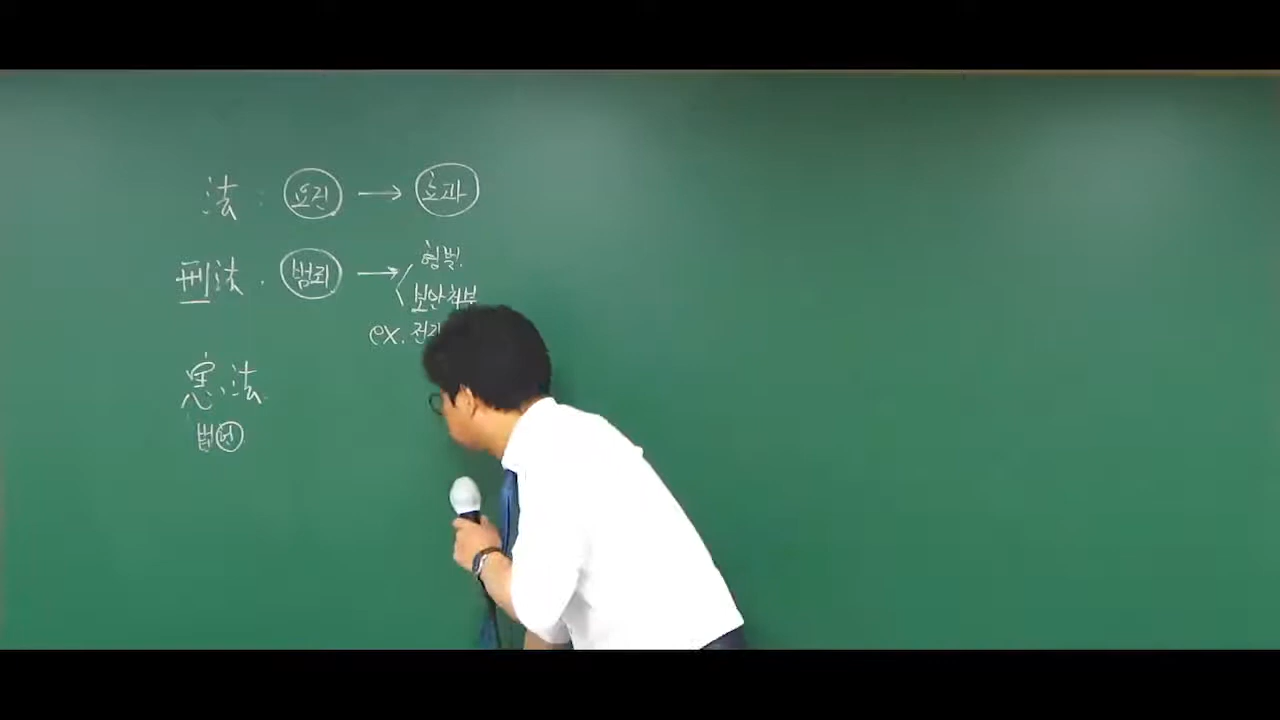 法 : 요건 → 효과
刑法 . 범죄 → 형벌.
보안처분
ex. 전자
憲.法.
법원